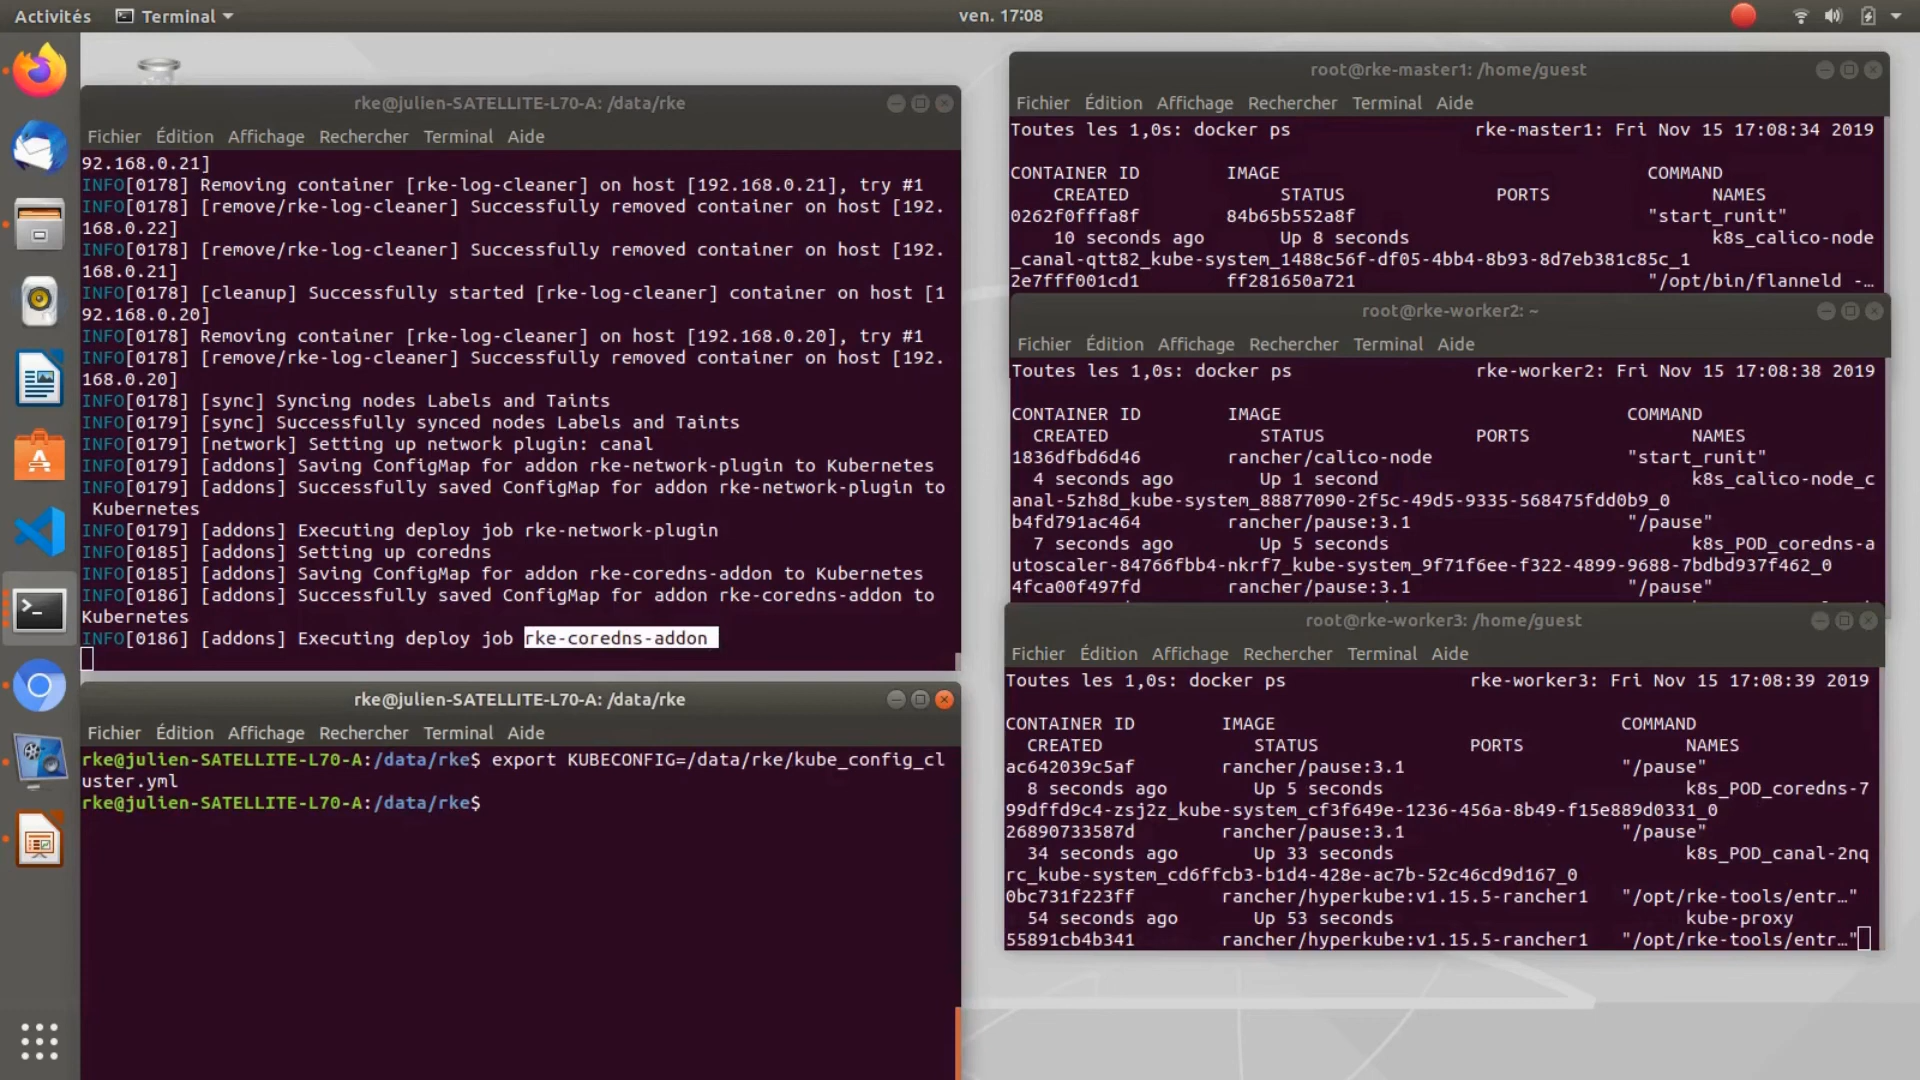 Activités
Terminal
ven. 17:08
rke@julien-SATELLITE-L70-A: /data/rke
Fichier Édition Affichage Rechercher Terminal Aide
92.168.0.21]
INFO[0178] Removing container [rke-log-cleaner] on host [192.168.0.21], try #1
INFO[0178] [remove/rke-log-cleaner] Successfully removed container on host [192.
168.0.22]
INFO[0178] [remove/rke-log-cleaner] Successfully removed container on host [192.
168.0.21]
INFO[0178] [cleanup] Successfully started [rke-log-cleaner] container on host [1
92.168.0.20]
INFO[0178] Removing container [rke-log-cleaner] on host [192.168.0.20], try #1
INFO[0178] [remove/rke-log-cleaner] Successfully removed container on host [192.
168.0.20]
INFO[0178] [sync] Syncing nodes Labels and Taints
INFO[0179] [sync] Successfully synced nodes Labels and Taints
INFO[0179] [network] Setting up network plugin: canal
INFO[0179] [addons] Saving ConfigMap for addon rke-network-plugin to Kubernetes
INFO[0179] [addons] Successfully saved ConfigMap for addon rke-network-plugin to
Kubernetes
INFO[0179] [addons] Executing deploy job rke-network-plugin
INFO[0185] [addons] Setting up coredns
INFO[0185] [addons] Saving ConfigMap for addon rke-coredns-addon to Kubernetes
INFO[0186] [addons] Successfully saved ConfigMap for addon rke-coredns-addon to
Kubernetes
INFO[0186] [addons] Executing deploy job rke-coredns-addon
rke@julien-SATELLITE-L70-A: /data/rke
Fichier Édition Affichage Rechercher Terminal Aide
rke@julien-SATELLITE-L70-A:/data/rke$ export KUBECONFIG=/data/rke/kube_config_cl
uster.yml
rke@julien-SATELLITE-L70-A:/data/rke$
root@rke-master1: /home/guest
Fichier Édition Affichage Rechercher Terminal Aide
Toutes les 1,0s: docker ps rke-master1: Fri Nov 15 17:08:34 2019
CONTAINER ID IMAGE COMMAND
CREATED STATUS PORTS NAMES
0262f0fffa8f 84b65b552a8f "start_runit"
10 seconds ago Up 8 seconds k8s_calico-node
_canal-qtt82_kube-system_1488c56f-df05-4bb4-8b93-8d7eb381c85c_1
2e7fff001cd1 ff281650a721 "/opt/bin/flanneld -…
root@rke-worker2: ~
Fichier Édition Affichage Rechercher Terminal Aide
Toutes les 1,0s: docker ps rke-worker2: Fri Nov 15 17:08:38 2019
CONTAINER ID IMAGE COMMAND
CREATED STATUS PORTS NAMES
1836dfbd6d46 rancher/calico-node "start_runit"
4 seconds ago Up 1 second k8s_calico-node_c
anal-5zh8d_kube-system_88877090-2f5c-49d5-9335-568475fdd0b9_0
b4fd791ac464 rancher/pause:3.1 "/pause"
7 seconds ago Up 5 seconds k8s_POD_coredns-a
utoscaler-84766fbb4-nkrf7_kube-system_9f71f6ee-f322-4899-9688-7bdbd937f462_0
4fca00f497fd rancher/pause:3.1 "/pause"
root@rke-worker3: /home/guest
Fichier Édition Affichage Rechercher Terminal Aide
Toutes les 1,0s: docker ps rke-worker3: Fri Nov 15 17:08:39 2019
CONTAINER ID IMAGE COMMAND
CREATED STATUS PORTS NAMES
ac642039c5af rancher/pause:3.1 "/pause"
8 seconds ago Up 5 seconds k8s_POD_coredns-7
99dffd9c4-zsj2z_kube-system_cf3f649e-1236-456a-8b49-f15e889d0331_0
26890733587d rancher/pause:3.1 "/pause"
34 seconds ago Up 33 seconds k8s_POD_canal-2nq
rc_kube-system_cd6ffcb3-b1d4-428e-ac7b-52c46cd9d167_0
0bc731f223ff rancher/hyperkube:v1.15.5-rancher1 "/opt/rke-tools/entr…"
54 seconds ago Up 53 seconds kube-proxy
55891cb4b341 rancher/hyperkube:v1.15.5-rancher1 "/opt/rke-tools/entr…"